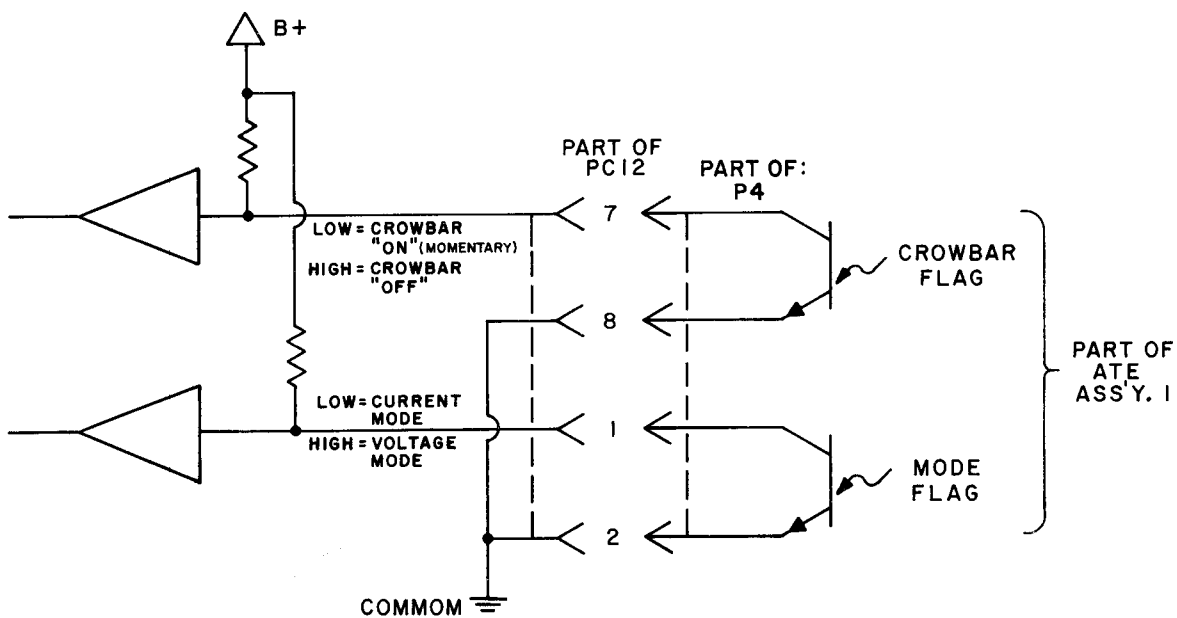 B+
PART OF
PC12
PART OF:
P4
7
LOW = CROWBAR
"ON" (MOMENTARY)
HIGH = CROWBAR
"OFF"
CROWBAR
FLAG
8
PART OF
ATE
ASS'Y. 1
LOW = CURRENT
MODE
1
HIGH = VOLTAGE
MODE
MODE
FLAG
2
COMMOM